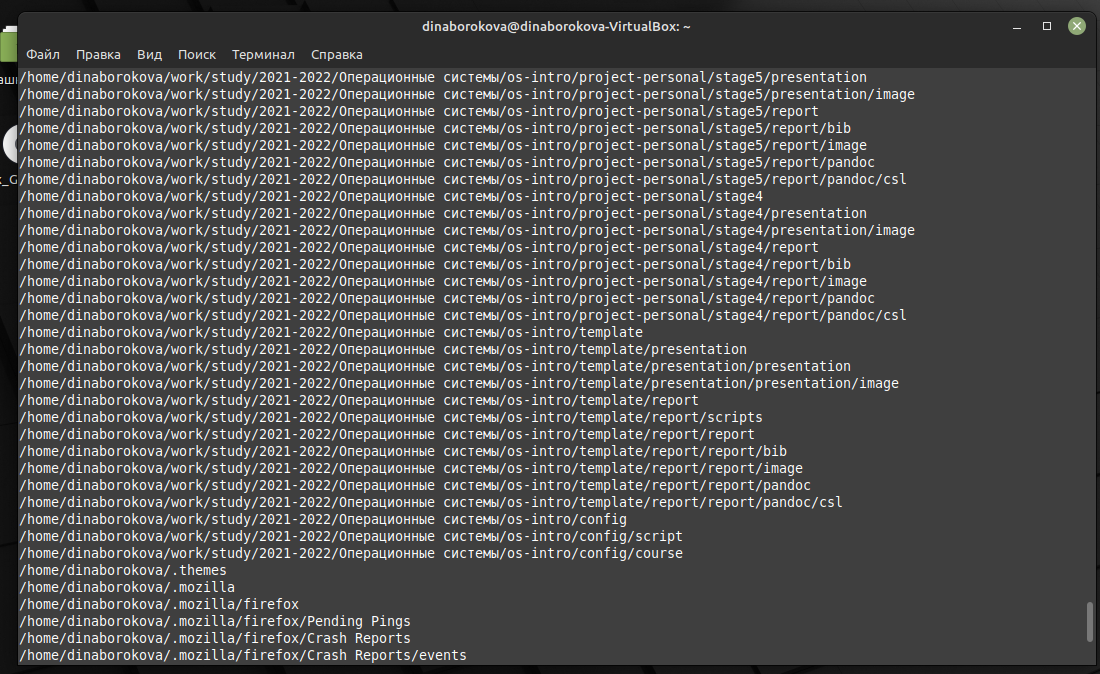 dinaborokova@dinaborokova-VirtualBox: ~
Файл Правка Вид Поиск Терминал Справка
/home/dinaborokova/work/study/2021-2022/Операционные системы/os-intro/project-personal/stage5/presentation
/home/dinaborokova/work/study/2021-2022/Операционные системы/os-intro/project-personal/stage5/presentation/image
/home/dinaborokova/work/study/2021-2022/Операционные системы/os-intro/project-personal/stage5/report
/home/dinaborokova/work/study/2021-2022/Операционные системы/os-intro/project-personal/stage5/report/bib
/home/dinaborokova/work/study/2021-2022/Операционные системы/os-intro/project-personal/stage5/report/image
/home/dinaborokova/work/study/2021-2022/Операционные системы/os-intro/project-personal/stage5/report/pandoc
/home/dinaborokova/work/study/2021-2022/Операционные системы/os-intro/project-personal/stage5/report/pandoc/csl
/home/dinaborokova/work/study/2021-2022/Операционные системы/os-intro/project-personal/stage4
/home/dinaborokova/work/study/2021-2022/Операционные системы/os-intro/project-personal/stage4/presentation
/home/dinaborokova/work/study/2021-2022/Операционные системы/os-intro/project-personal/stage4/presentation/image
/home/dinaborokova/work/study/2021-2022/Операционные системы/os-intro/project-personal/stage4/report
/home/dinaborokova/work/study/2021-2022/Операционные системы/os-intro/project-personal/stage4/report/bib
/home/dinaborokova/work/study/2021-2022/Операционные системы/os-intro/project-personal/stage4/report/image
/home/dinaborokova/work/study/2021-2022/Операционные системы/os-intro/project-personal/stage4/report/pandoc
/home/dinaborokova/work/study/2021-2022/Операционные системы/os-intro/project-personal/stage4/report/pandoc/csl
/home/dinaborokova/work/study/2021-2022/Операционные системы/os-intro/template
/home/dinaborokova/work/study/2021-2022/Операционные системы/os-intro/template/presentation
/home/dinaborokova/work/study/2021-2022/Операционные системы/os-intro/template/presentation/presentation
/home/dinaborokova/work/study/2021-2022/Операционные системы/os-intro/template/presentation/presentation/image
/home/dinaborokova/work/study/2021-2022/Операционные системы/os-intro/template/report
/home/dinaborokova/work/study/2021-2022/Операционные системы/os-intro/template/report/scripts
/home/dinaborokova/work/study/2021-2022/Операционные системы/os-intro/template/report/report
/home/dinaborokova/work/study/2021-2022/Операционные системы/os-intro/template/report/report/bib
/home/dinaborokova/work/study/2021-2022/Операционные системы/os-intro/template/report/report/image
/home/dinaborokova/work/study/2021-2022/Операционные системы/os-intro/template/report/report/pandoc
/home/dinaborokova/work/study/2021-2022/Операционные системы/os-intro/template/report/report/pandoc/csl
/home/dinaborokova/work/study/2021-2022/Операционные системы/os-intro/config
/home/dinaborokova/work/study/2021-2022/Операционные системы/os-intro/config/script
/home/dinaborokova/work/study/2021-2022/Операционные системы/os-intro/config/course
/home/dinaborokova/.themes
/home/dinaborokova/.mozilla
/home/dinaborokova/.mozilla/firefox
/home/dinaborokova/.mozilla/firefox/Pending Pings
/home/dinaborokova/.mozilla/firefox/Crash Reports
/home/dinaborokova/.mozilla/firefox/Crash Reports/events